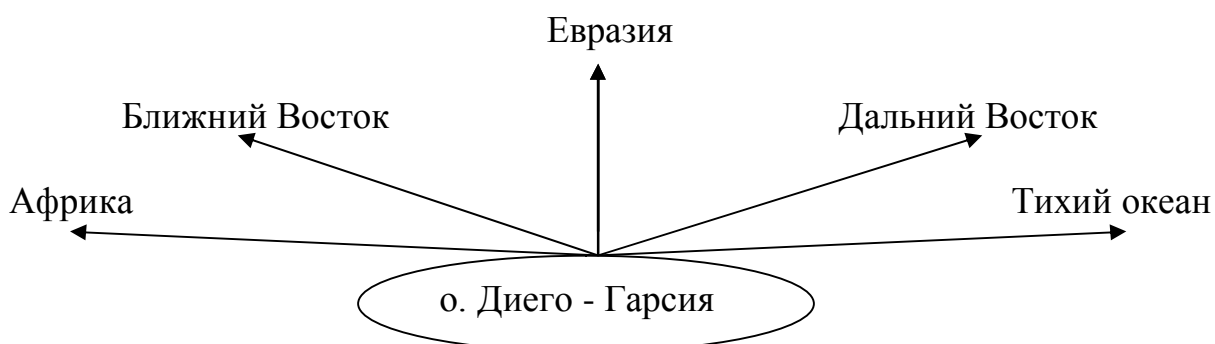 Евразия
Ближний Восток
Дальний Восток
Африка
Тихий океан
о. Диего - Гарсия